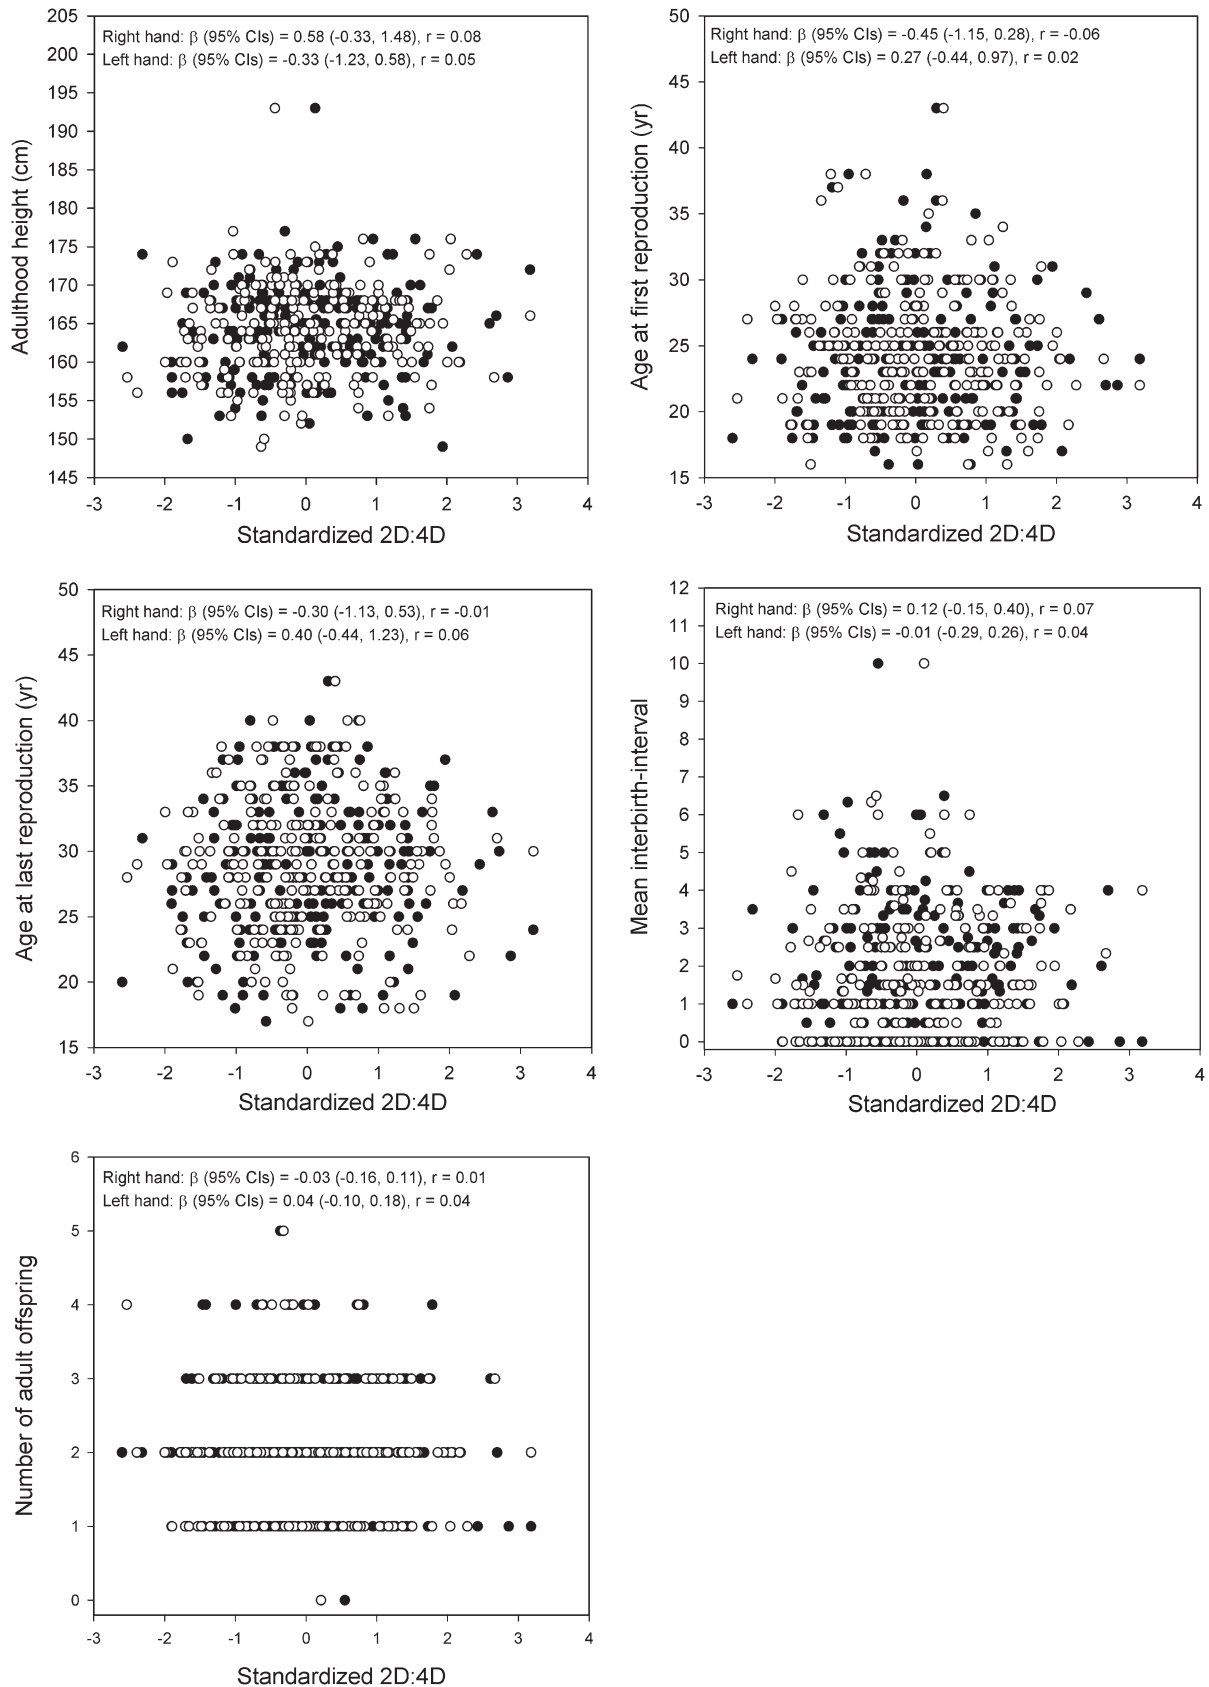 Right hand: β (95% CIs) = 0.58 (-0.33, 1.48), r = 0.08
Left hand: β (95% CIs) = -0.33 (-1.23, 0.58), r = 0.05
Adulthood height (cm)
205
200
195
190
185
180
175
170
165
160
155
150
145
-3 -2 -1 0 1 2 3 4
Standardized 2D:4D
Right hand: β (95% CIs) = -0.45 (-1.15, 0.28), r = -0.06
Left hand: β (95% CIs) = 0.27 (-0.44, 0.97), r = 0.02
Age at first reproduction (yr)
50
45
40
35
30
25
20
15
-3 -2 -1 0 1 2 3 4
Standardized 2D:4D
Right hand: β (95% CIs) = -0.30 (-1.13, 0.53), r = -0.01
Left hand: β (95% CIs) = 0.40 (-0.44, 1.23), r = 0.06
Age at last reproduction (yr)
50
45
40
35
30
25
20
15
-3 -2 -1 0 1 2 3 4
Standardized 2D:4D
Right hand: β (95% CIs) = 0.12 (-0.15, 0.40), r = 0.07
Left hand: β (95% CIs) = -0.01 (-0.29, 0.26), r = 0.04
Mean interbirth-interval
12
11
10
9
8
7
6
5
4
3
2
1
0
-3 -2 -1 0 1 2 3 4
Standardized 2D:4D
Right hand: β (95% CIs) = -0.03 (-0.16, 0.11), r = 0.01
Left hand: β (95% CIs) = 0.04 (-0.10, 0.18), r = 0.04
Number of adult offspring
6
5
4
3
2
1
0
-3 -2 -1 0 1 2 3 4
Standardized 2D:4D